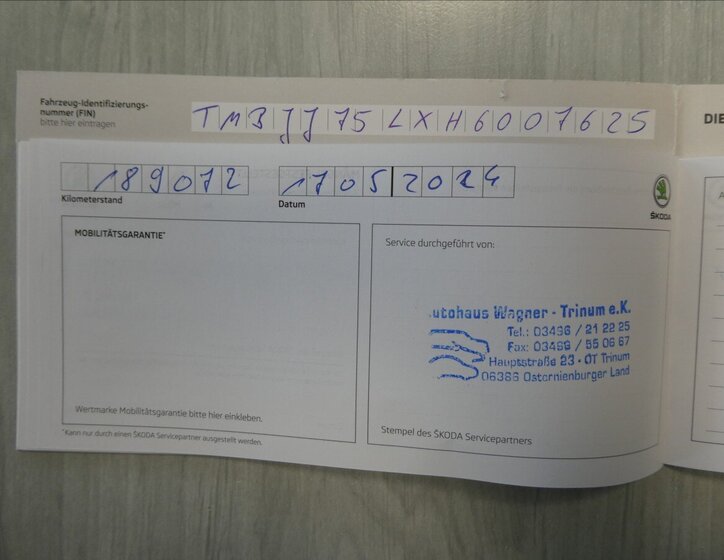 Fahrzeug-Identifizierungs-
nummer (FIN)
bitte hier eintragen
TMBJJ75LXH6007625
DIE
189072
Kilometerstand
17052024
Datum
ŠKODA
MOBILITÄTSGARANTIE*
Wertmarke Mobilitätsgarantie bitte hier einkleben.
*Kann nur durch einen ŠKODA Servicepartner ausgestellt werden.
Service durchgeführt von:
utohaus Wagner - Trinum e.K.
Tel.: 03496 / 21 22 25
Fax: 03496 / 55 06 67
Hauptstraße 23 - OT Trinum
06386 Osternienburger Land
Stempel des ŠKODA Servicepartners